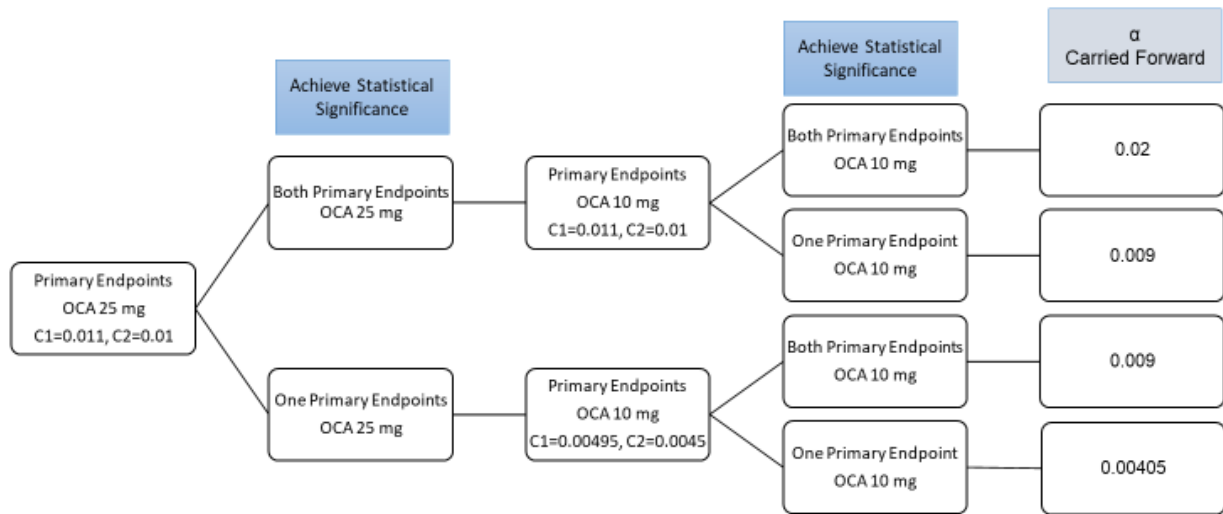 Achieve Statistical
Significance
Achieve Statistical
Significance
α
Carried Forward
Primary Endpoints
OCA 25 mg
C1=0.011, C2=0.01
Both Primary Endpoints
OCA 25 mg
Primary Endpoints
OCA 10 mg
C1=0.011, C2=0.01
Both Primary Endpoints
OCA 10 mg
0.02
One Primary Endpoint
OCA 10 mg
0.009
One Primary Endpoints
OCA 25 mg
Primary Endpoints
OCA 10 mg
C1=0.00495, C2=0.0045
Both Primary Endpoints
OCA 10 mg
0.009
One Primary Endpoint
OCA 10 mg
0.00405